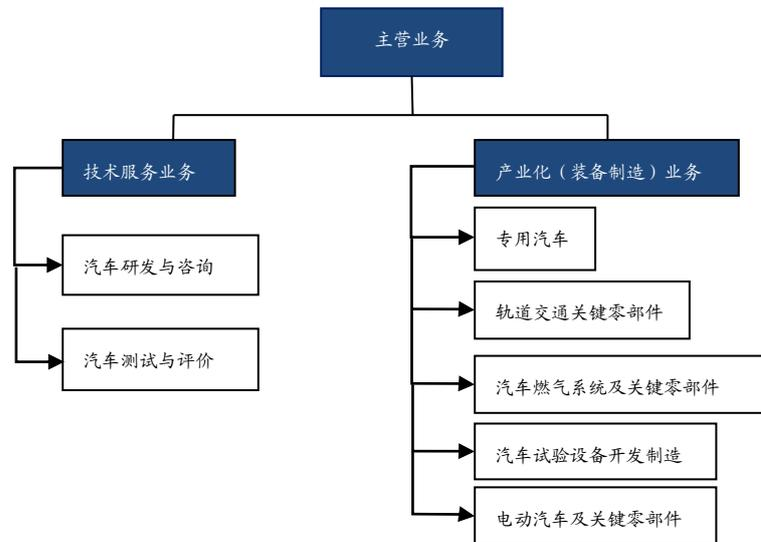 主营业务
技术服务业务
汽车研发与咨询
汽车测试与评价
产业化（装备制造）业务
专用汽车
轨道交通关键零部件
汽车燃气系统及关键零部件
汽车试验设备开发制造
电动汽车及关键零部件